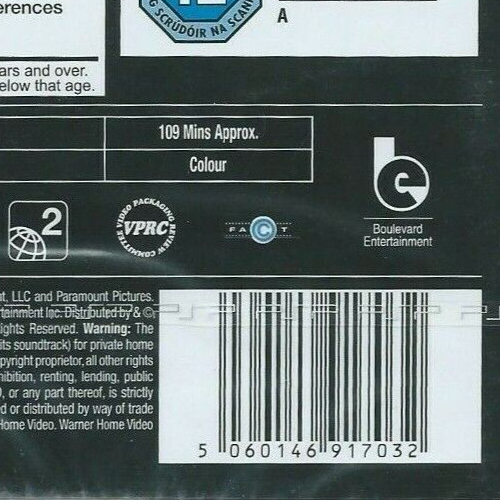 erences
G SCRÚDÓIR NA SCANN
A
ars and over.
elow that age.
109 Mins Approx.
Colour
2
VIDEO PACKAGING
VPRC
REVIEW COMMITTEE
FACT
be
Boulevard
Entertainment
t, LLC and Paramount Pictures.
rtainment Inc. Distributed by & ©
ights Reserved. Warning: The
its soundtrack) for private home
pyright proprietor, all other rights
hibition, renting, lending, public
), or any part thereof, is strictly
d or distributed by way of trade
Home Video. Warner Home Video
5 060146 917032